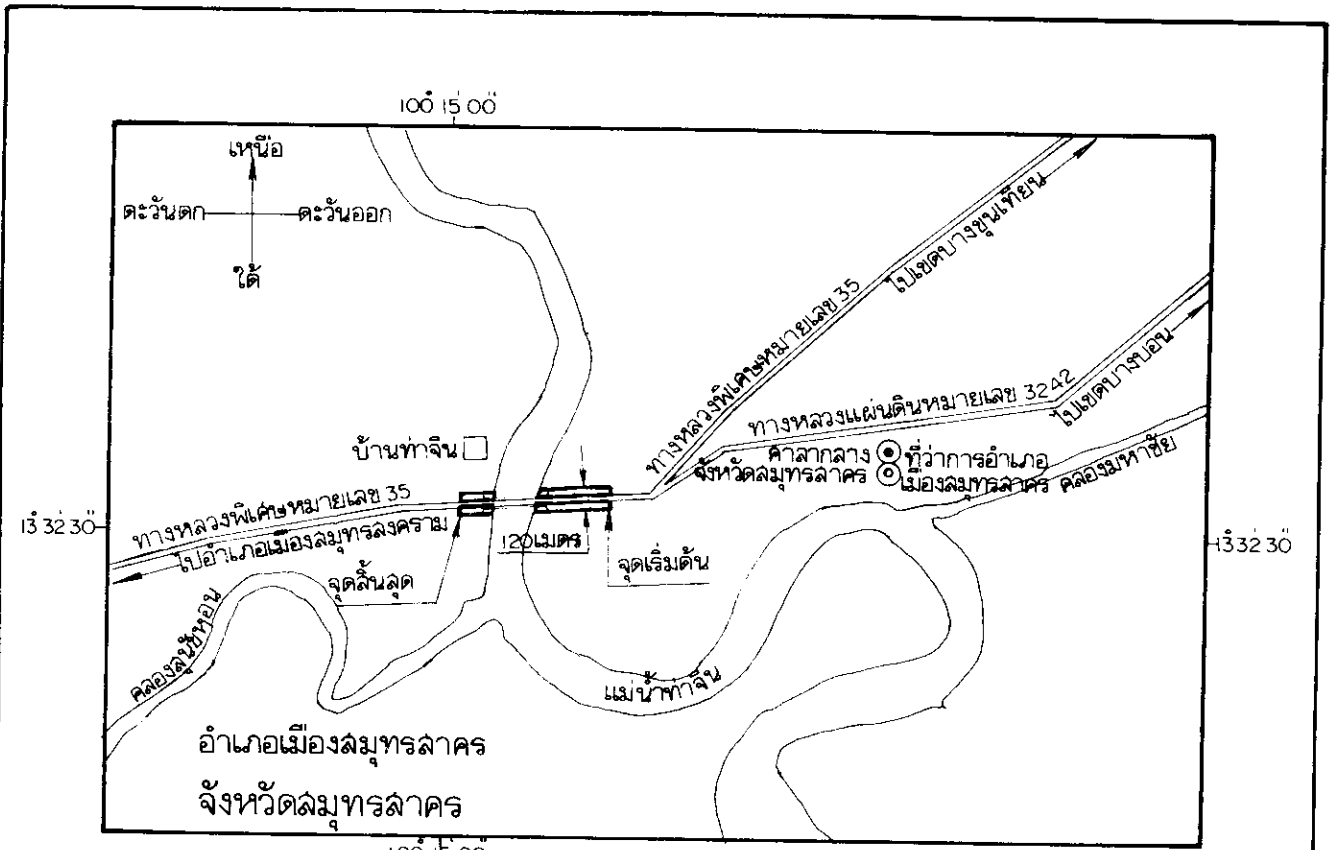 100° 15' 00"
เหนือ
ตะวันตก
ตะวันออก
ใต้
ไปเขตบางขุนเทียน
ทางหลวงพิเศษหมายเลข 35
ไปเขตบางบอน
ทางหลวงแผ่นดินหมายเลข 3242
บ้านท่าจีน
ศาลากลาง
จังหวัดสมุทรสาคร
ที่ว่าการอำเภอ
เมืองสมุทรสาคร
คลองมหาชัย
ทางหลวงพิเศษหมายเลข 35
ไปอำเภอเมืองสมุทรสงคราม
13 32 30"
120เมตร
13 32 30"
จุดสิ้นสุด
จุดเริ่มต้น
คลองสุนัขหอน
แม่น้ำท่าจีน
อำเภอเมืองสมุทรสาคร
จังหวัดสมุทรสาคร